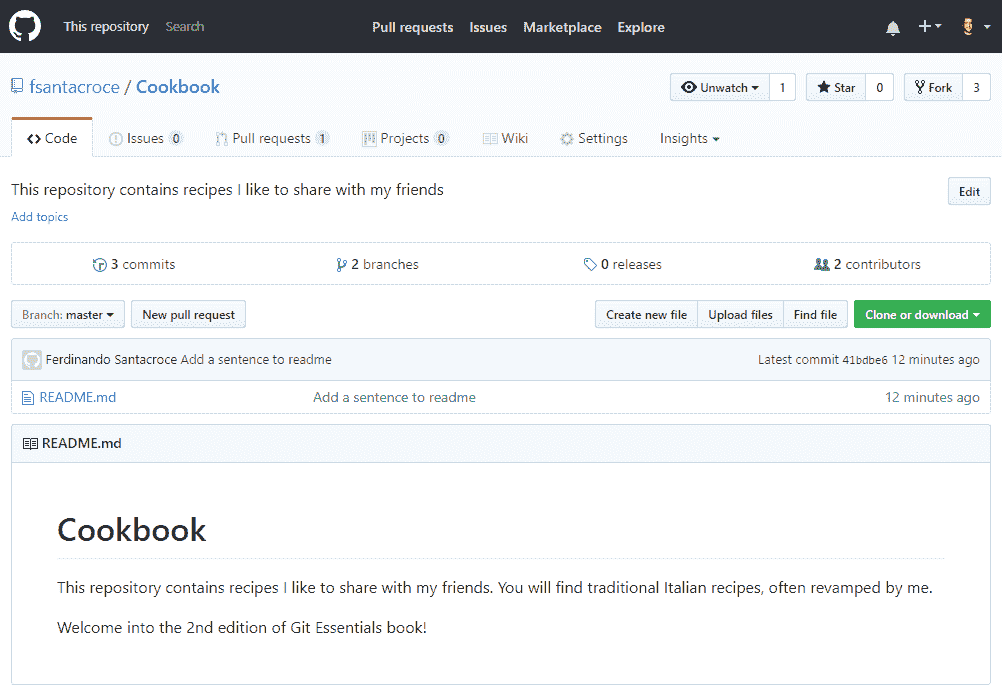 This repository Search Pull requests Issues Marketplace Explore
fsantacroce / Cookbook Unwatch 1 Star 0 Fork 3
Code Issues 0 Pull requests 1 Projects 0 Wiki Settings Insights
This repository contains recipes I like to share with my friends Edit
Add topics
3 commits 2 branches 0 releases 2 contributors
Branch: master New pull request Create new file Upload files Find file Clone or download
Ferdinando Santacroce Add a sentence to readme Latest commit 41bdbe6 12 minutes ago
README.md Add a sentence to readme 12 minutes ago
README.md
Cookbook
This repository contains recipes I like to share with my friends. You will find traditional Italian recipes, often revamped by me.
Welcome into the 2nd edition of Git Essentials book!